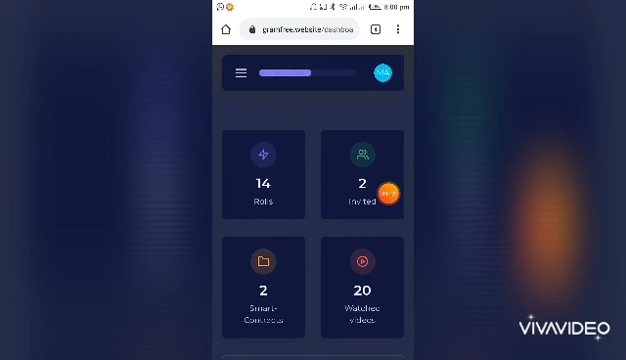 8:00 pm
gramfree.website/dashboa
MA
14
Rolls
2
Invited
2
Smart-
Contracts
20
Watched
videos
VIVAVIDEO